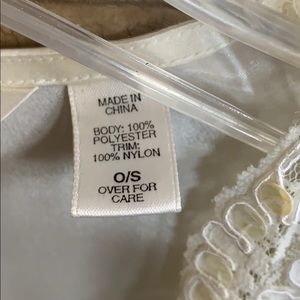 MADE IN
CHINA
BODY: 100%
POLYESTER
TRIM:
100% NYLON
O/S
OVER FOR
CARE